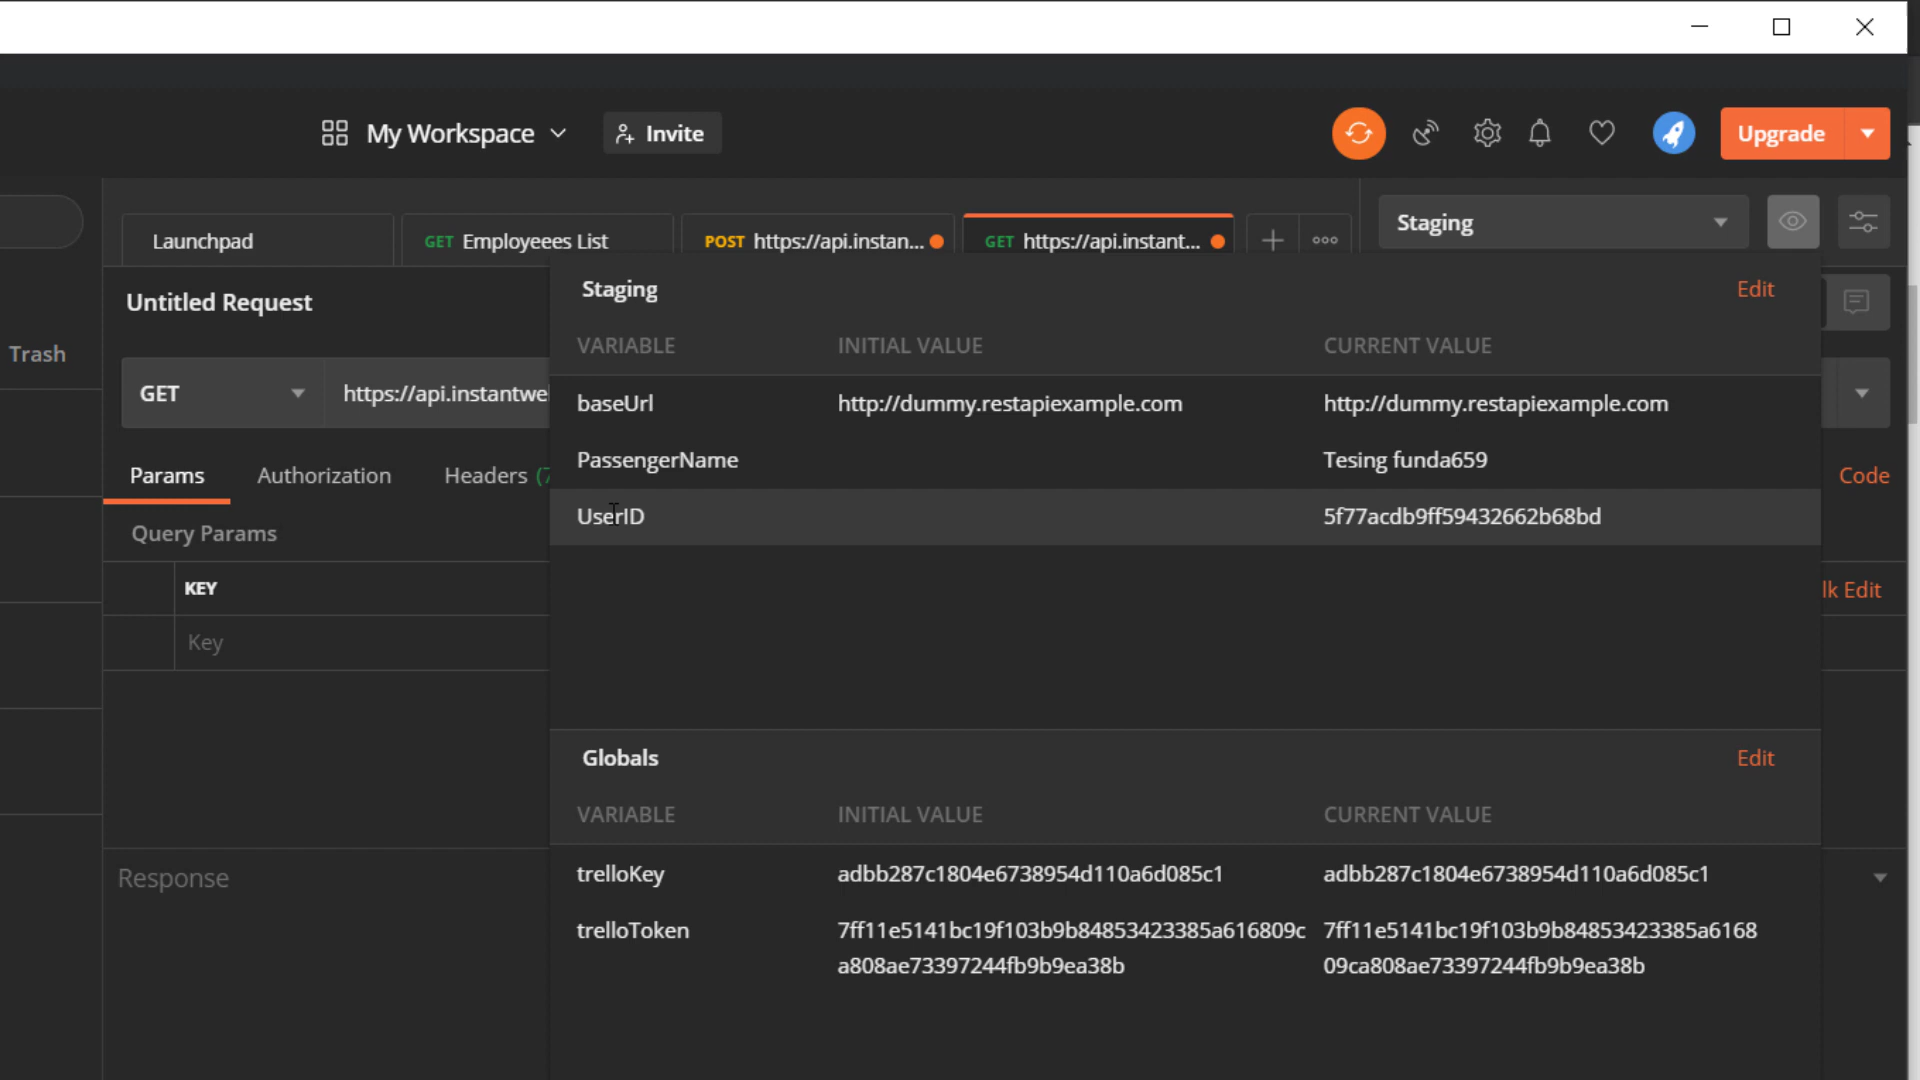 My Workspace
Invite
Upgrade
Launchpad
GET Employeees List
POST https://api.instan...
GET https://api.instant...
Staging
Untitled Request
Staging
Edit
VARIABLE INITIAL VALUE CURRENT VALUE
Trash
GET
https://api.instantwe
baseUrl http://dummy.restapiexample.com http://dummy.restapiexample.com
PassengerName Tesing funda659
Params Authorization Headers (7
Code
UserID 5f77acdb9ff59432662b68bd
Query Params
KEY
lk Edit
Key
Globals
Edit
VARIABLE INITIAL VALUE CURRENT VALUE
Response
trelloKey adbb287c1804e6738954d110a6d085c1 adbb287c1804e6738954d110a6d085c1
trelloToken 7ff11e5141bc19f103b9b84853423385a616809c 7ff11e5141bc19f103b9b84853423385a6168
a808ae73397244fb9b9ea38b 09ca808ae73397244fb9b9ea38b